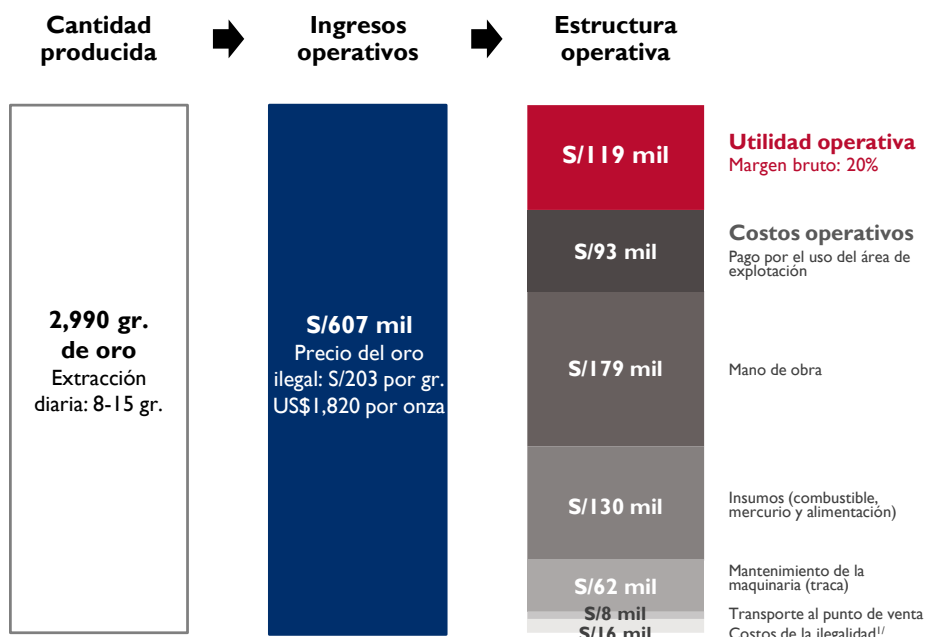 Cantidad
producida
Ingresos
operativos
Estructura
operativa
2,990 gr.
de oro
Extracción
diaria: 8-15 gr.
S/607 mil
Precio del oro
ilegal: S/203 por gr.
US$1,820 por onza
S/119 mil
Utilidad operativa
Margen bruto: 20%
S/93 mil
Costos operativos
Pago por el uso del área de
explotación
S/179 mil
Mano de obra
S/130 mil
Insumos (combustible,
mercurio y alimentación)
S/62 mil
Mantenimiento de la
maquinaria (traca)
S/8 mil
Transporte al punto de venta
S/16 mil
Costos de la ilegalidad1/